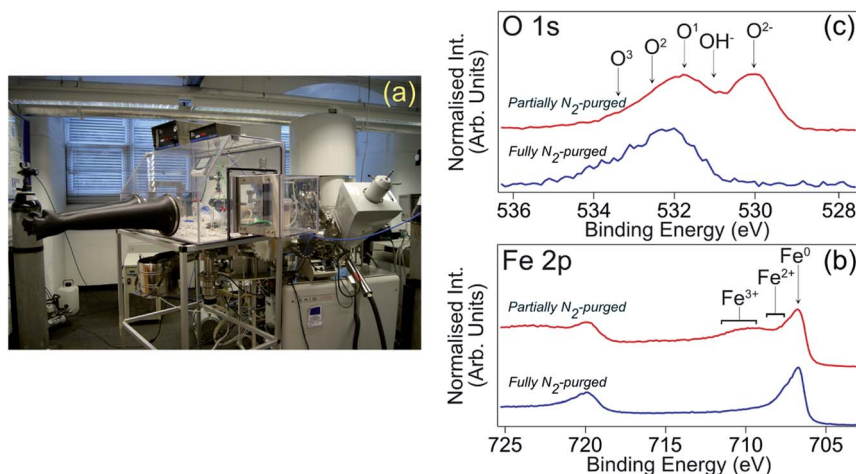 (a)
O 1s
(c)
O³ O² O¹ OH⁻ O²⁻
Partially N₂-purged
Fully N₂-purged
Normalised Int.
(Arb. Units)
536 534 532 530 528
Binding Energy (eV)
Fe 2p
(b)
Fe³⁺ Fe²⁺ Fe⁰
Partially N₂-purged
Fully N₂-purged
Normalised Int.
(Arb. Units)
725 720 715 710 705
Binding Energy (eV)